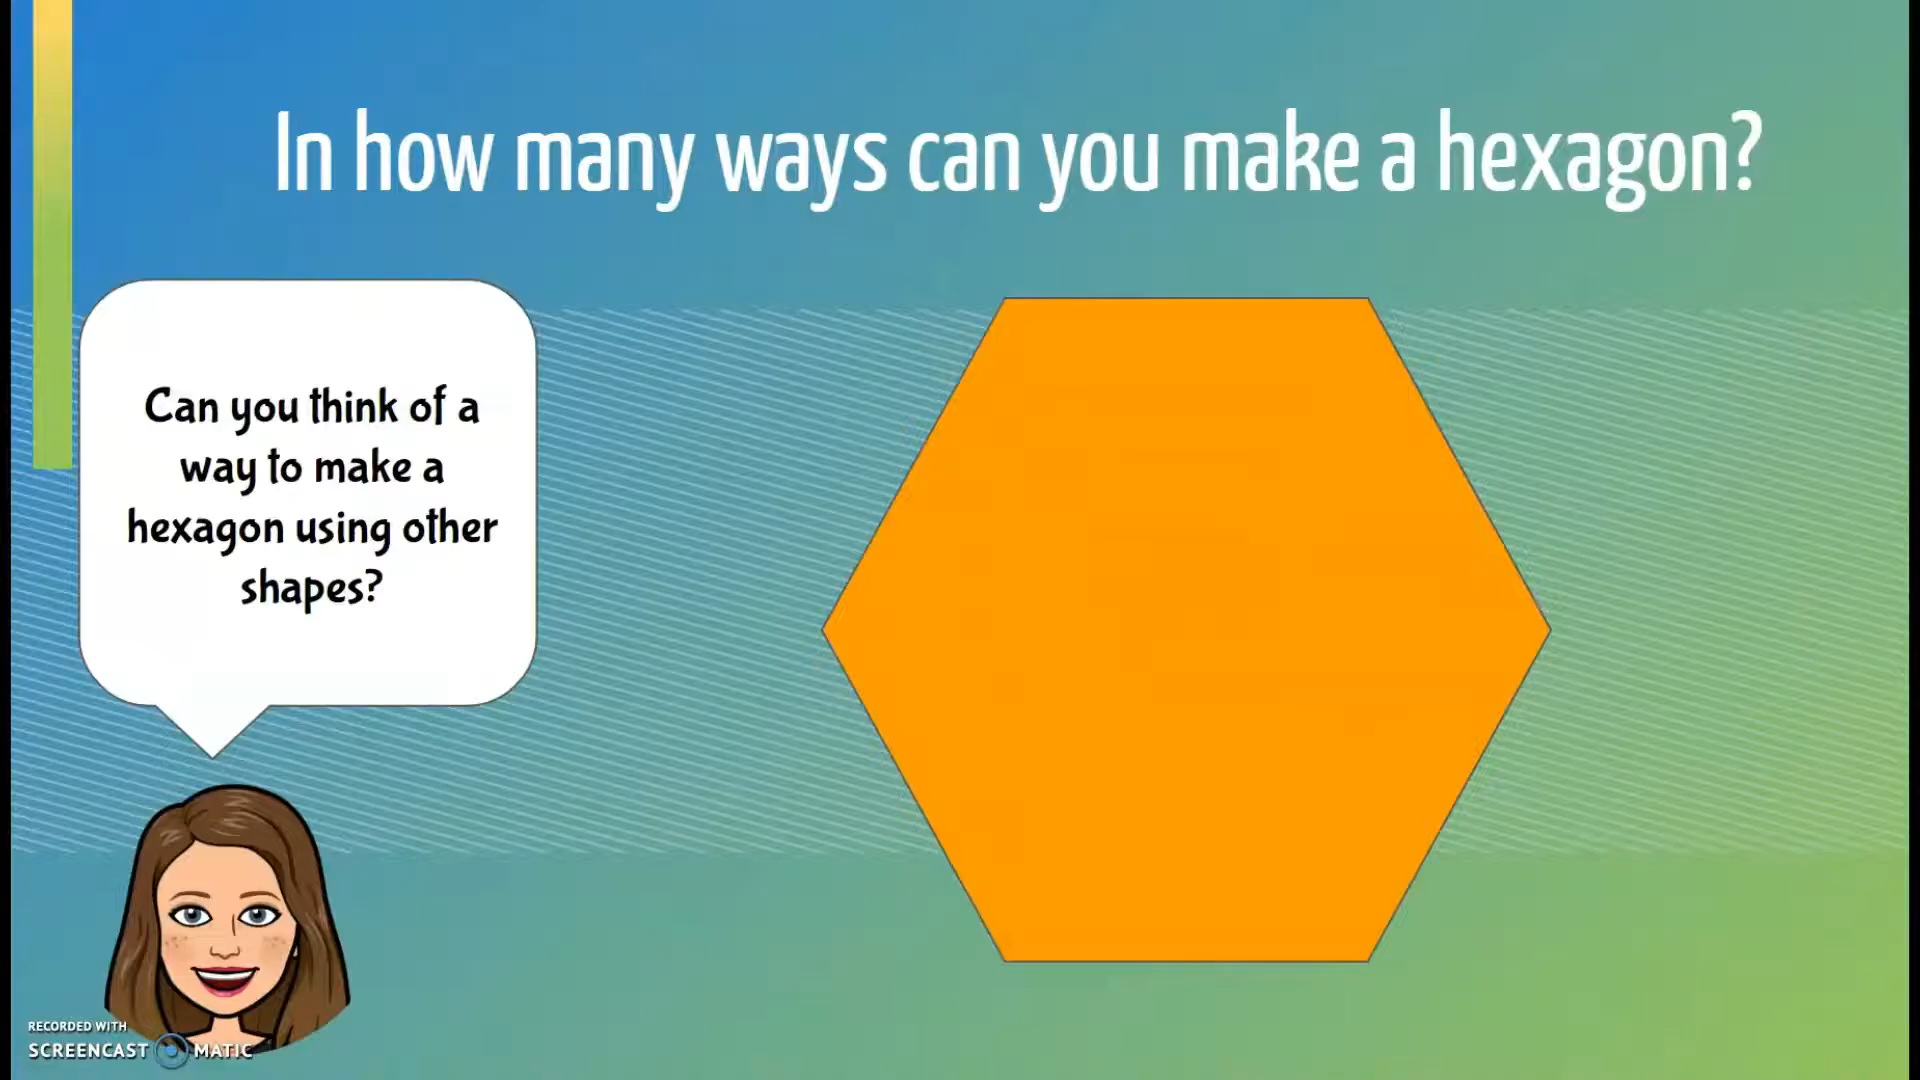 In how many ways can you make a hexagon?
Can you think of a
way to make a
hexagon using other
shapes?
RECORDED WITH
SCREENCAST MATIC